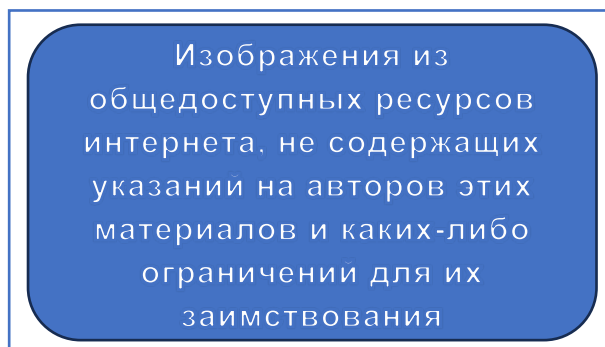 Изображения из
общедоступных ресурсов
интернета, не содержащих
указаний на авторов этих
материалов и каких-либо
ограничений для их
заимствования